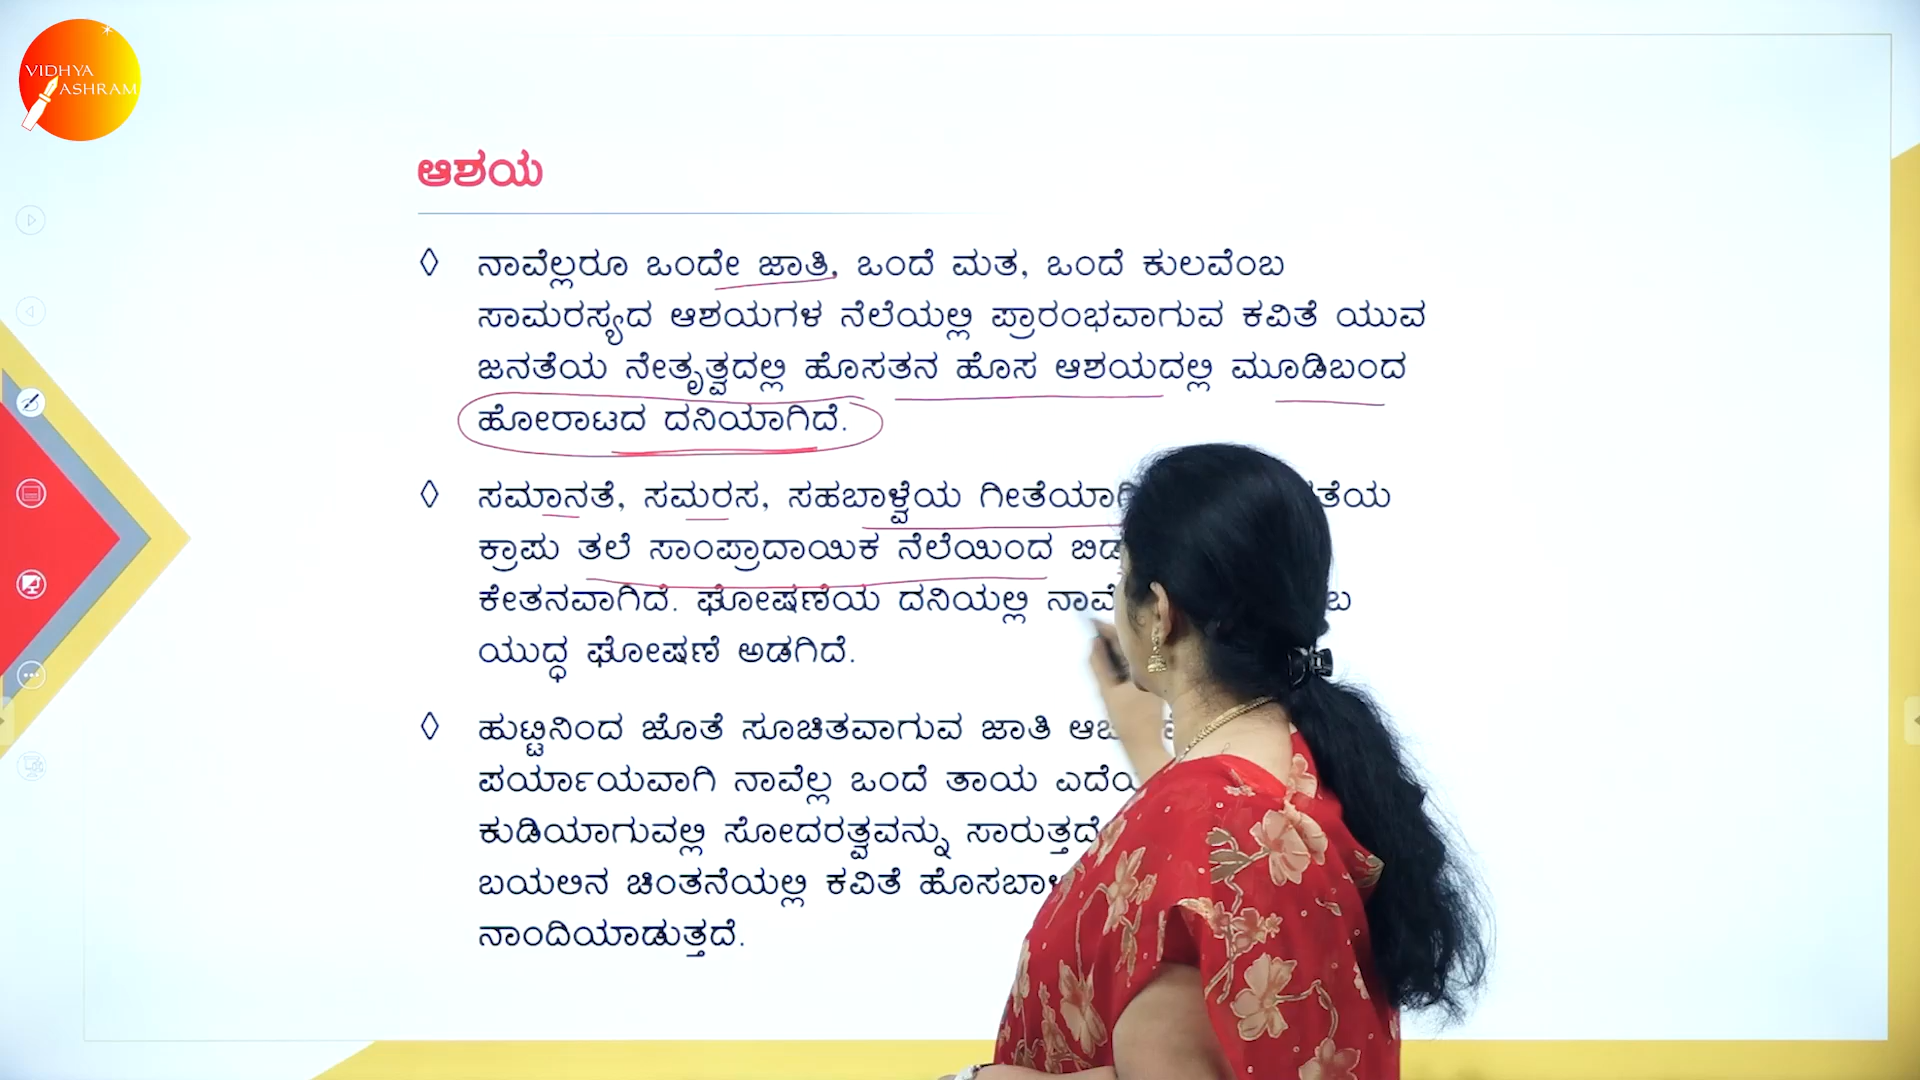 VIDHYA
ASHRAM
ಆಶಯ
◊ ನಾವೆಲ್ಲರೂ ಒಂದೇ ಜಾತಿ, ಒಂದೆ ಮತ, ಒಂದೆ ಕುಲವೆಂಬ
ಸಾಮರಸ್ಯದ ಆಶಯಗಳ ನೆಲೆಯಲ್ಲಿ ಪ್ರಾರಂಭವಾಗುವ ಕವಿತೆ ಯುವ
ಜನತೆಯ ನೇತೃತ್ವದಲ್ಲಿ ಹೊಸತನ ಹೊಸ ಆಶಯದಲ್ಲಿ ಮೂಡಿಬಂದ
ಹೋರಾಟದ ದನಿಯಾಗಿದೆ.
◊ ಸಮಾನತೆ, ಸಮರಸ, ಸಹಬಾಳ್ವೆಯ
ಕ್ರಾಪು ತಲೆ ಸಾಂಪ್ರಾದಾಯಿಕ ನೆಲೆಯಿಂದ
ಕೇತನವಾಗಿದೆ. ಘೋಷಣೆಯ ದನಿಯಲ್ಲಿ
ಯುದ್ಧ ಘೋಷಣೆ ಅಡಗಿದೆ.
◊ ಹುಟ್ಟಿನಿಂದ ಜೊತೆ ಸೂಚಿತವಾಗುವ ಜಾತಿ
ಪರ್ಯಾಯವಾಗಿ ನಾವೆಲ್ಲ ಒಂದೆ ತಾಯ
ಕುಡಿಯಾಗುವಲ್ಲಿ ಸೋದರತ್ವವನ್ನು ಸಾರುತ್ತದೆ
ಬಯಲಿನ ಚಿಂತನೆಯಲ್ಲಿ ಕವಿತೆ
ನಾಂದಿಯಾಡುತ್ತದೆ.